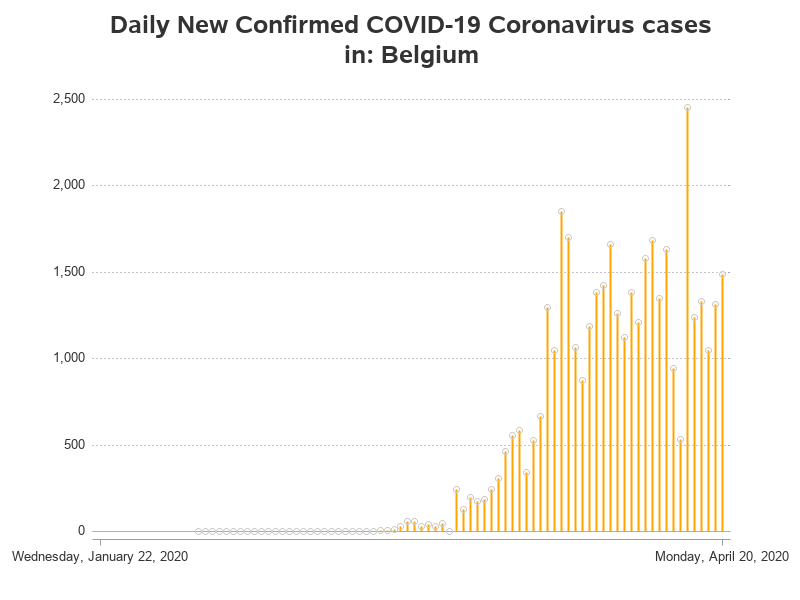 Daily New Confirmed COVID-19 Coronavirus cases
in: Belgium
2,500
2,000
1,500
1,000
500
0
Wednesday, January 22, 2020
Monday, April 20, 2020